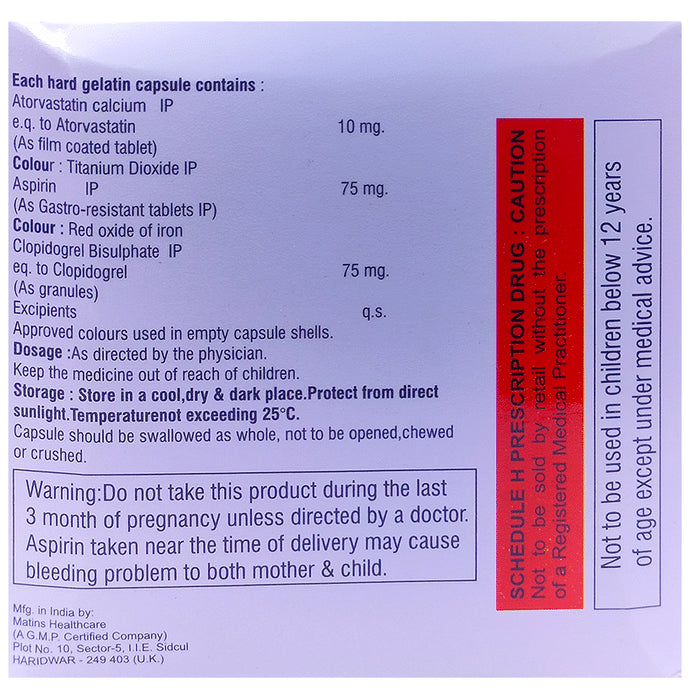 Each hard gelatin capsule contains :
Atorvastatin calcium IP
e.q. to Atorvastatin 10 mg.
(As film coated tablet)
Colour : Titanium Dioxide IP
Aspirin IP 75 mg.
(As Gastro-resistant tablets IP)
Colour : Red oxide of iron
Clopidogrel Bisulphate IP
eq. to Clopidogrel 75 mg.
(As granules)
Excipients q.s.
Approved colours used in empty capsule shells.
Dosage :As directed by the physician.
Keep the medicine out of reach of children.
Storage : Store in a cool,dry & dark place.Protect from direct
sunlight.Temperaturenot exceeding 25°C.
Capsule should be swallowed as whole, not to be opened,chewed
or crushed.
Warning:Do not take this product during the last
3 month of pregnancy unless directed by a doctor.
Aspirin taken near the time of delivery may cause
bleeding problem to both mother & child.
Mfg. in India by:
Matins Healthcare
(A G.M.P. Certified Company)
Plot No. 10, Sector-5, I.I.E. Sidcul
HARIDWAR - 249 403 (U.K.)
SCHEDULE H PRESCRIPTION DRUG : CAUTION
Not to be sold by retail without the prescription
of a Registered Medical Practitioner.
Not to be used in children below 12 years
of age except under medical advice.